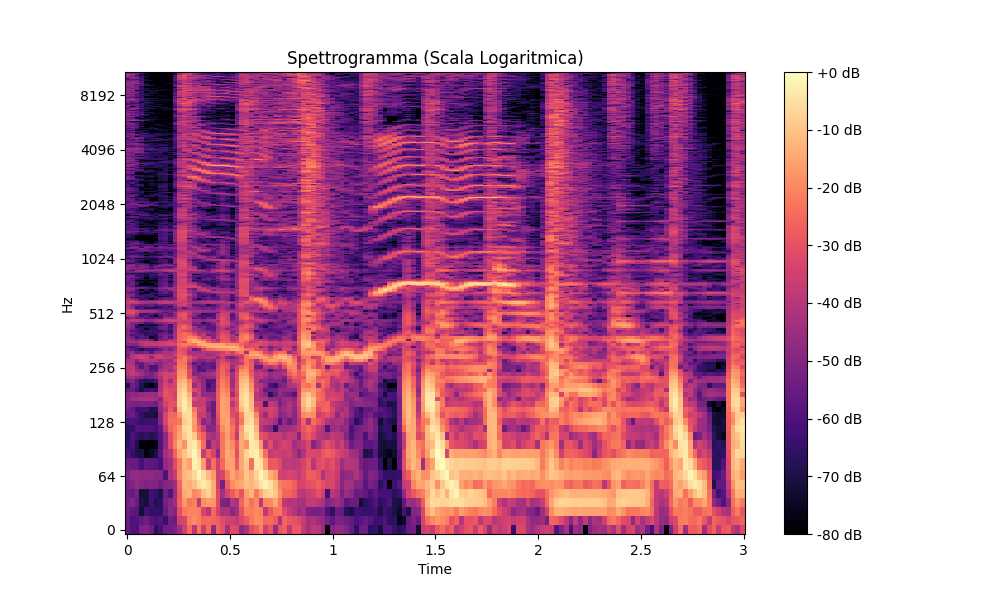 Spettrogramma (Scala Logaritmica)
Hz
8192
4096
2048
1024
512
256
128
64
0
0
0.5
1
1.5
2
2.5
3
Time
+0 dB
-10 dB
-20 dB
-30 dB
-40 dB
-50 dB
-60 dB
-70 dB
-80 dB